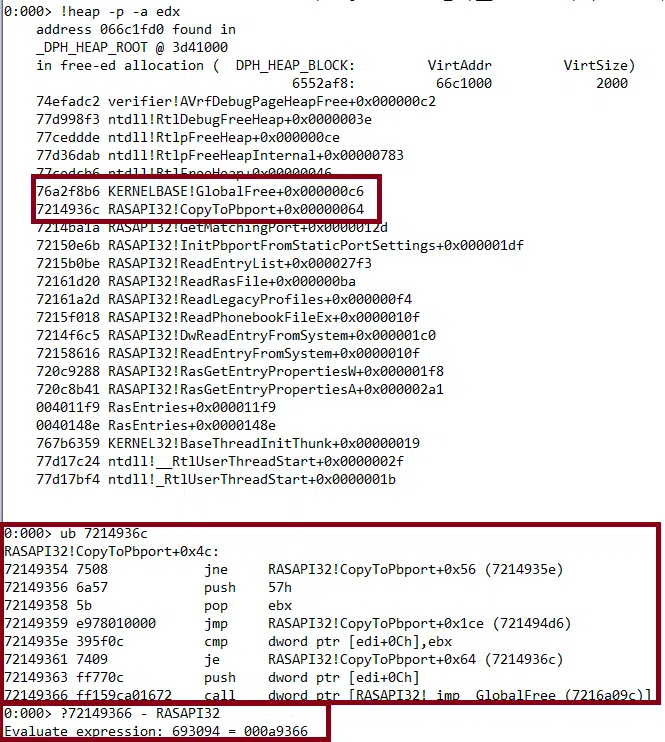 0:000> !heap -p -a edx
address 066c1fd0 found in
_DPH_HEAP_ROOT @ 3d41000
in free-ed allocation ( DPH_HEAP_BLOCK: VirtAddr VirtSize)
6552af8: 66c1000 2000
74efadc2 verifier!AVrfDebugPageHeapFree+0x000000c2
77d998f3 ntdll!RtlDebugFreeHeap+0x0000003e
77ceddde ntdll!RtlpFreeHeap+0x000000ce
77d36dab ntdll!RtlpFreeHeapInternal+0x00000783
77cedcb6 ntdll!RtlFreeHeap+0x00000046
76a2f8b6 KERNELBASE!GlobalFree+0x000000c6
7214936c RASAPI32!CopyToPbport+0x00000064
7214ba1a RASAPI32!GetMatchingPort+0x0000012d
72150e6b RASAPI32!InitPbportFromStaticPortSettings+0x000001df
7215b0be RASAPI32!ReadEntryList+0x000027f3
72161d20 RASAPI32!ReadRasFile+0x000000ba
72161a2d RASAPI32!ReadLegacyProfiles+0x000000f4
7215f018 RASAPI32!ReadPhonebookFileEx+0x0000010f
7214f6c5 RASAPI32!DwReadEntryFromSystem+0x000001c0
72158616 RASAPI32!ReadEntryFromSystem+0x0000010f
720c9288 RASAPI32!RasGetEntryPropertiesW+0x000001f8
720c8b41 RASAPI32!RasGetEntryPropertiesA+0x000002a1
004011f9 RasEntries+0x000011f9
0040148e RasEntries+0x0000148e
767b6359 KERNEL32!BaseThreadInitThunk+0x00000019
77d17c24 ntdll!__RtlUserThreadStart+0x0000002f
77d17bf4 ntdll!_RtlUserThreadStart+0x0000001b
0:000> ub 7214936c
RASAPI32!CopyToPbport+0x4c:
72149354 7508 jne RASAPI32!CopyToPbport+0x56 (7214935e)
72149356 6a57 push 57h
72149358 5b pop ebx
72149359 e978010000 jmp RASAPI32!CopyToPbport+0x1ce (721494d6)
7214935e 395f0c cmp dword ptr [edi+0Ch],ebx
72149361 7409 je RASAPI32!CopyToPbport+0x64 (7214936c)
72149363 ff770c push dword ptr [edi+0Ch]
72149366 ff159ca01672 call dword ptr [RASAPI32!_imp__GlobalFree (7216a09c)]
0:000> ?72149366 - RASAPI32
Evaluate expression: 693094 = 000a9366